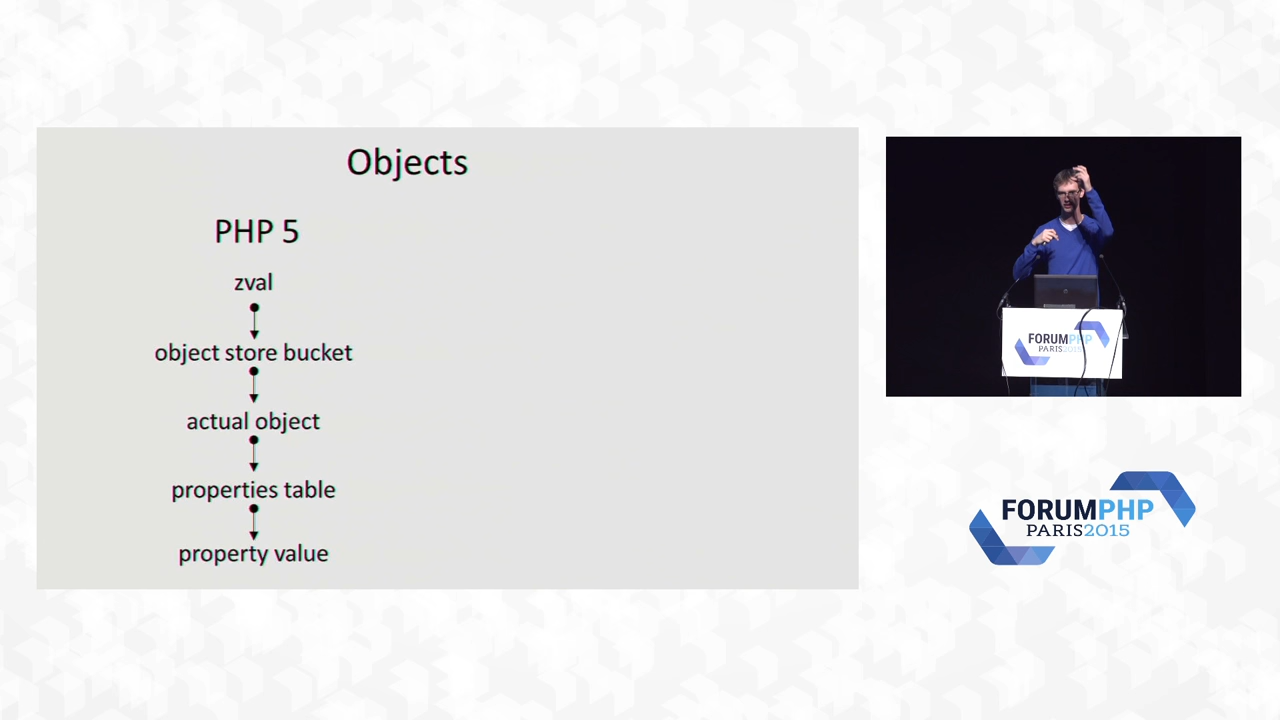 Objects
PHP 5
zval
object store bucket
actual object
properties table
property value
FORUMPHP
PARIS2015
FORUMPHP
PARIS2015